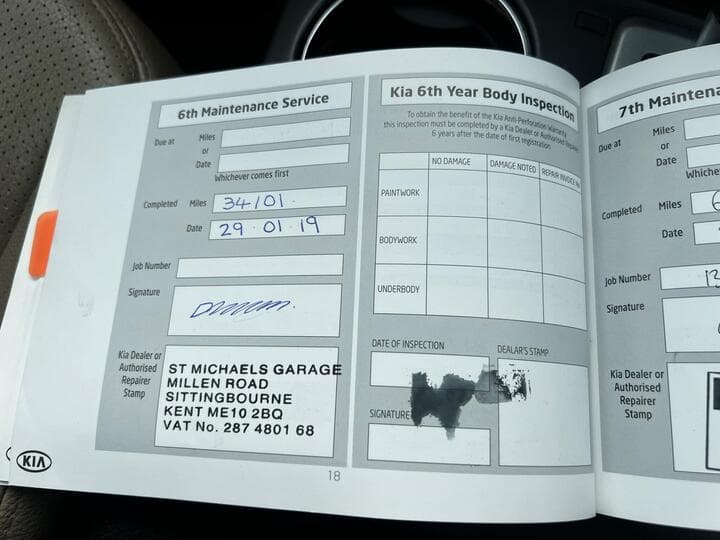 6th Maintenance Service
Due at
Miles
or
Date
Whichever comes first
Completed
Miles 34101.
Date 29.01.19
Job Number
Signature
Kia Dealer or
Authorised
Repairer
Stamp
ST MICHAELS GARAGE
MILLEN ROAD
SITTINGBOURNE
KENT ME10 2BQ
VAT No. 287 4801 68
KIA
18
Kia 6th Year Body Inspection
To obtain the benefit of the Kia Anti-Perforation Warranty
this inspection must be completed by a Kia Dealer or Authorised Repairer
6 years after the date of first registration
NO DAMAGE DAMAGE NOTED REPAIR INVOICE
PAINTWORK
BODYWORK
UNDERBODY
DATE OF INSPECTION
DEALAR'S STAMP
SIGNATURE
7th Maintena
Due at
Miles
or
Date
Whiche
Completed
Miles
Date
Job Number
Signature
Kia Dealer or
Authorised
Repairer
Stamp